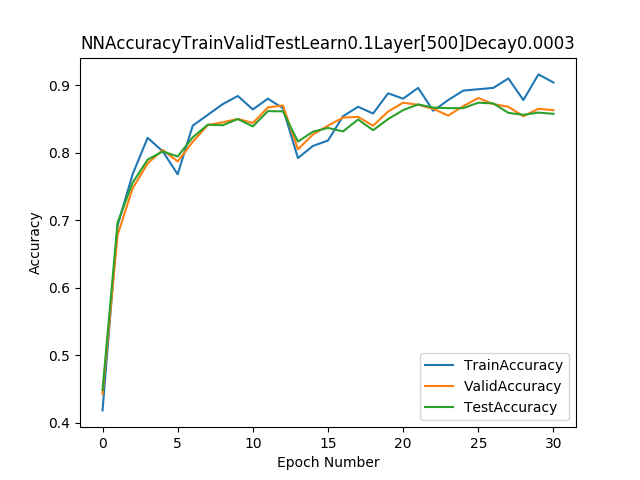 NNAccuracyTrainValidTestLearn0.1Layer[500]Decay0.0003
0.9
0.8
0.7
0.6
0.5
0.4
Accuracy
0 5 10 15 20 25 30
Epoch Number
TrainAccuracy
ValidAccuracy
TestAccuracy